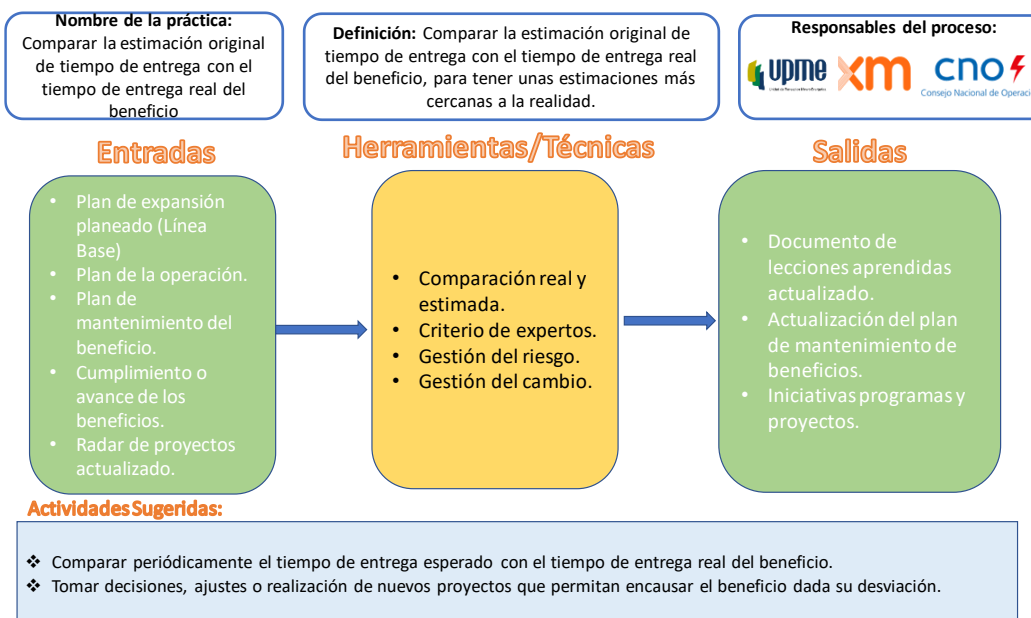 Nombre de la práctica:
Comparar la estimación original
de tiempo de entrega con el
tiempo de entrega real del
beneficio
Definición: Comparar la estimación original de
tiempo de entrega con el tiempo de entrega real
del beneficio, para tener unas estimaciones más
cercanas a la realidad.
Responsables del proceso:
upme
xm
cno
Consejo Nacional de Operació
Entradas
Herramientas/Técnicas
Salidas
• Plan de expansión
planeado (Línea
Base)
• Plan de la operación.
• Plan de
mantenimiento del
beneficio.
• Cumplimiento o
avance de los
beneficios.
• Radar de proyectos
actualizado.
• Comparación real y
estimada.
• Criterio de expertos.
• Gestión del riesgo.
• Gestión del cambio.
• Documento de
lecciones aprendidas
actualizado.
• Actualización del plan
de mantenimiento de
beneficios.
• Iniciativas programas y
proyectos.
Actividades Sugeridas:
❖ Comparar periódicamente el tiempo de entrega esperado con el tiempo de entrega real del beneficio.
❖ Tomar decisiones, ajustes o realización de nuevos proyectos que permitan encausar el beneficio dada su desviación.